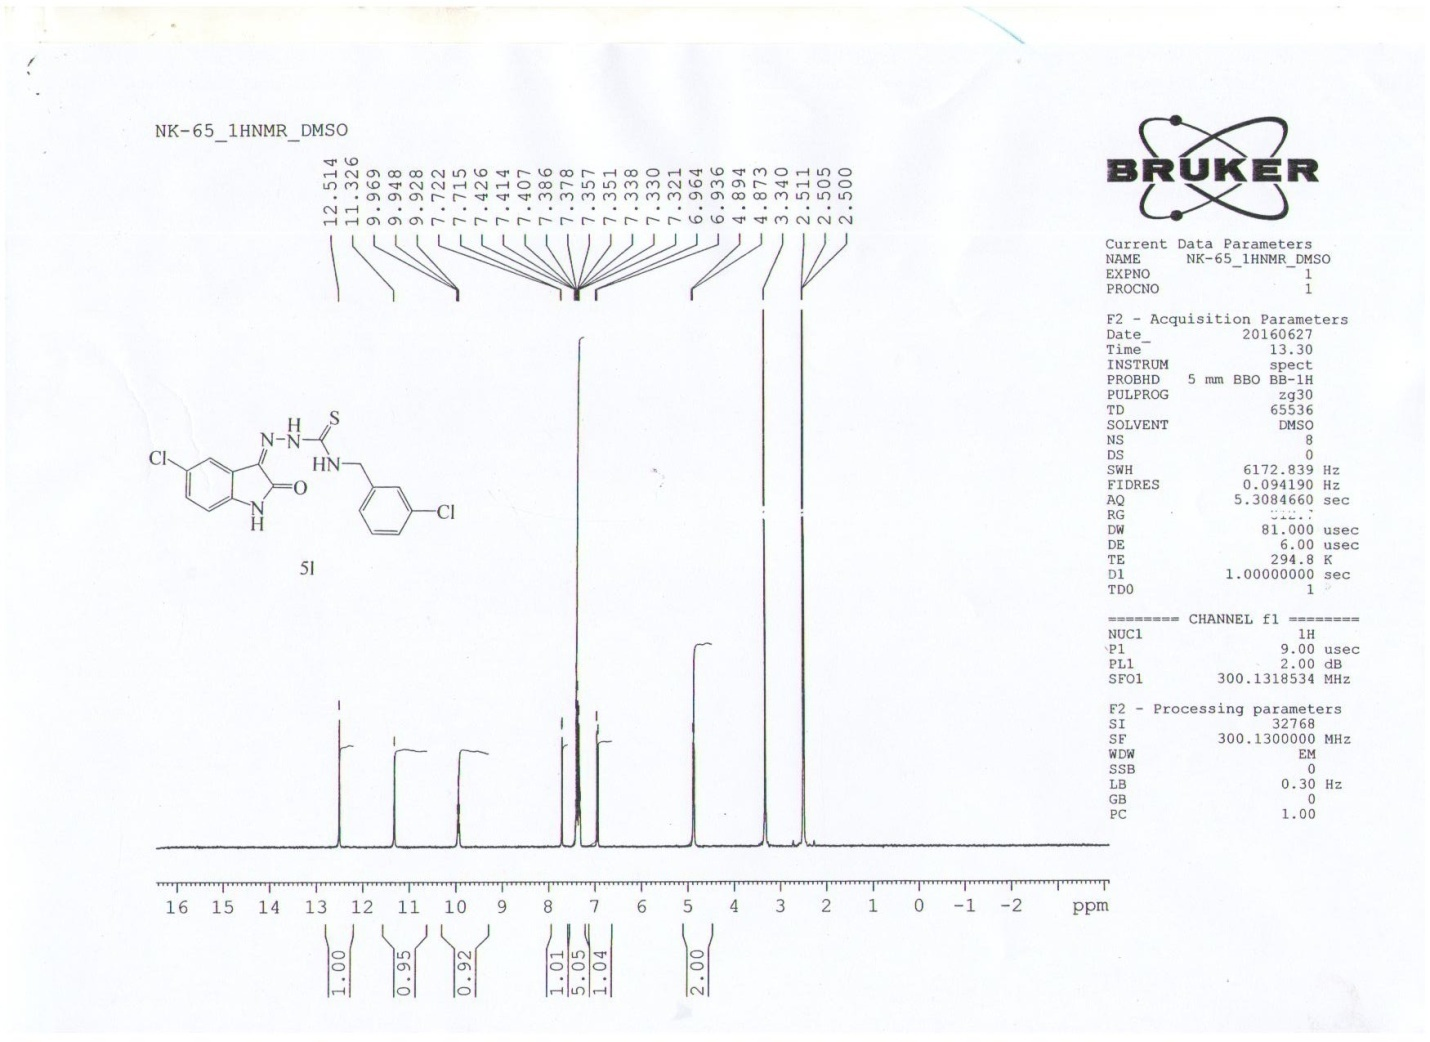 NK-65_1HNMR_DMSO
12.514
11.326
9.969
9.948
9.928
7.722
7.715
7.426
7.414
7.407
7.386
7.378
7.357
7.351
7.338
7.330
7.321
6.964
6.936
4.894
4.873
3.340
2.511
2.505
2.500
BRUKER
Current Data Parameters
NAME NK-65_1HNMR_DMSO
EXPNO 1
PROCNO 1
F2 - Acquisition Parameters
Date_ 20160627
Time 13.30
INSTRUM spect
PROBHD 5 mm BBO BB-1H
PULPROG zg30
TD 65536
SOLVENT DMSO
NS 8
DS 0
SWH 6172.839 Hz
FIDRES 0.094190 Hz
AQ 5.3084660 sec
RG
DW 81.000 usec
DE 6.00 usec
TE 294.8 K
D1 1.00000000 sec
TD0 1
======== CHANNEL f1 ========
NUC1 1H
P1 9.00 usec
PL1 2.00 dB
SFO1 300.1318534 MHz
F2 - Processing parameters
SI 32768
SF 300.1300000 MHz
WDW EM
SSB 0
LB 0.30 Hz
GB 0
PC 1.00
H S
N-N
Cl HN
O
N Cl
H
5l
16 15 14 13 12 11 10 9 8 7 6 5 4 3 2 1 0 -1 -2 ppm
1.00
0.95
0.92
1.01
5.05
1.04
2.00